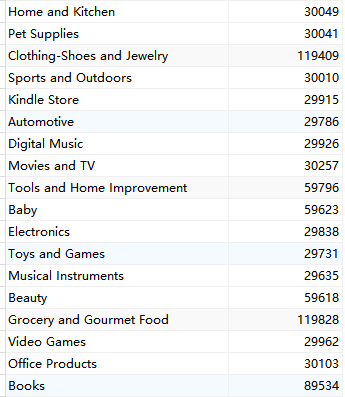 Home and Kitchen 30049
Pet Supplies 30041
Clothing-Shoes and Jewelry 119409
Sports and Outdoors 30010
Kindle Store 29915
Automotive 29786
Digital Music 29926
Movies and TV 30257
Tools and Home Improvement 59796
Baby 59623
Electronics 29838
Toys and Games 29731
Musical Instruments 29635
Beauty 59618
Grocery and Gourmet Food 119828
Video Games 29962
Office Products 30103
Books 89534